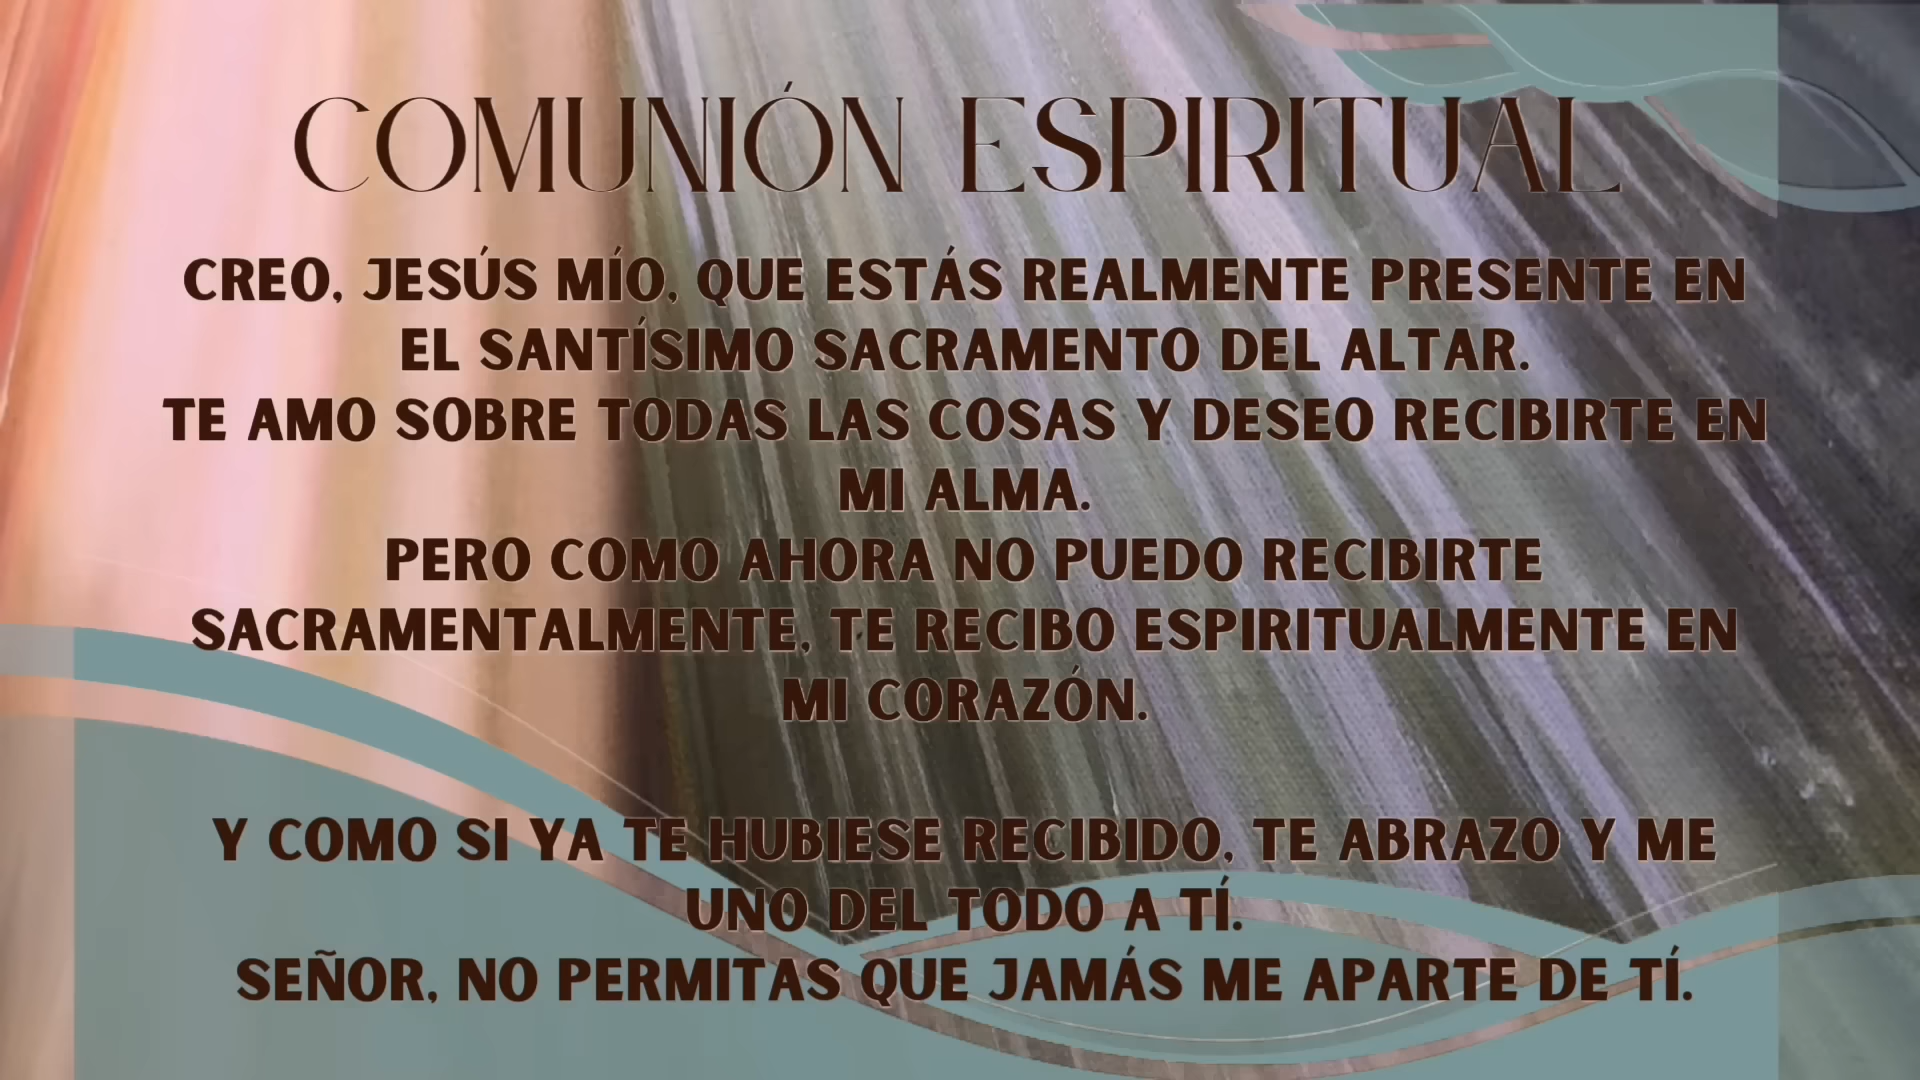 COMUNIÓN ESPIRITUAL
CREO, JESÚS MÍO, QUE ESTÁS REALMENTE PRESENTE EN
EL SANTÍSIMO SACRAMENTO DEL ALTAR.
TE AMO SOBRE TODAS LAS COSAS Y DESEO RECIBIRTE EN
MI ALMA.
PERO COMO AHORA NO PUEDO RECIBIRTE
SACRAMENTALMENTE, TE RECIBO ESPIRITUALMENTE EN
MI CORAZÓN.
Y COMO SI YA TE HUBIESE RECIBIDO, TE ABRAZO Y ME
UNO DEL TODO A TÍ.
SEÑOR, NO PERMITAS QUE JAMÁS ME APARTE DE TÍ.